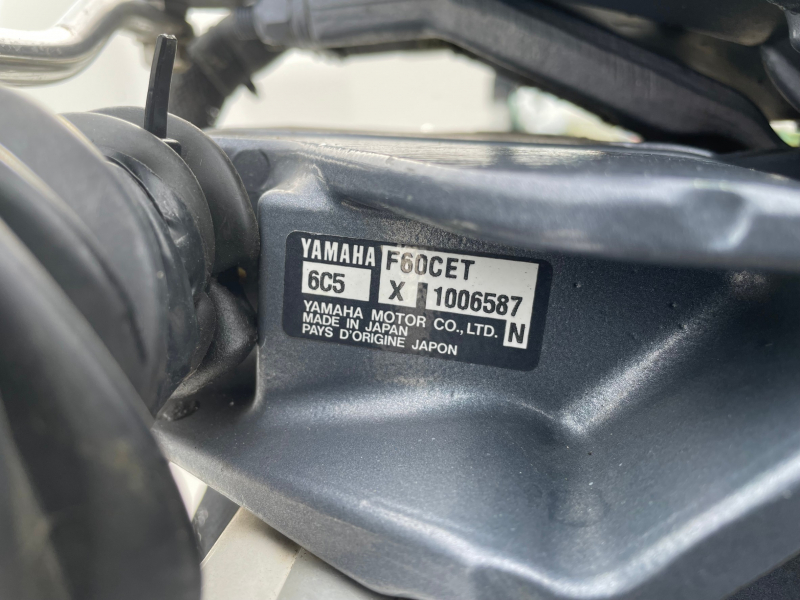 YAMAHA F60CET
6C5 X 1006587
YAMAHA MOTOR CO., LTD.
MADE IN JAPAN
PAYS D'ORIGINE JAPON N